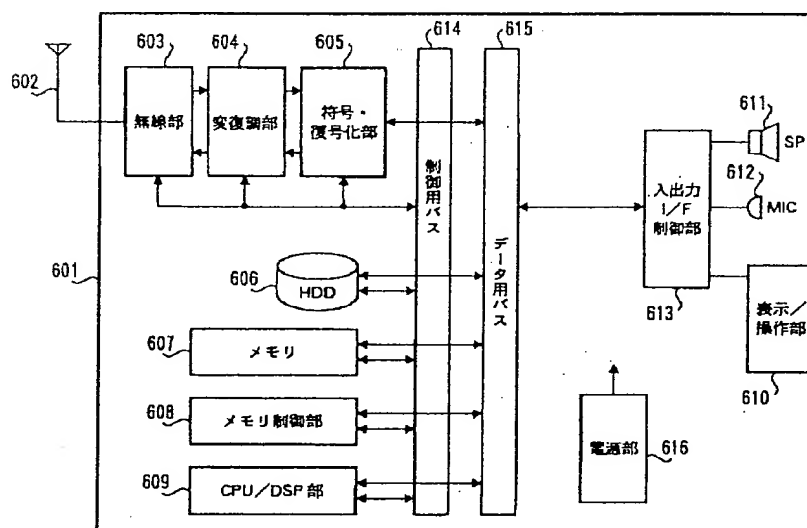 603
604
605
614
615
602
無線部
変復調部
符号・
復号化部
制御用バス
データ用バス
611
SP
612
MIC
入出力
I/F
制御部
613
601
606
HDD
607
メモリ
608
メモリ制御部
609
CPU/DSP部
表示/
操作部
610
電源部
616